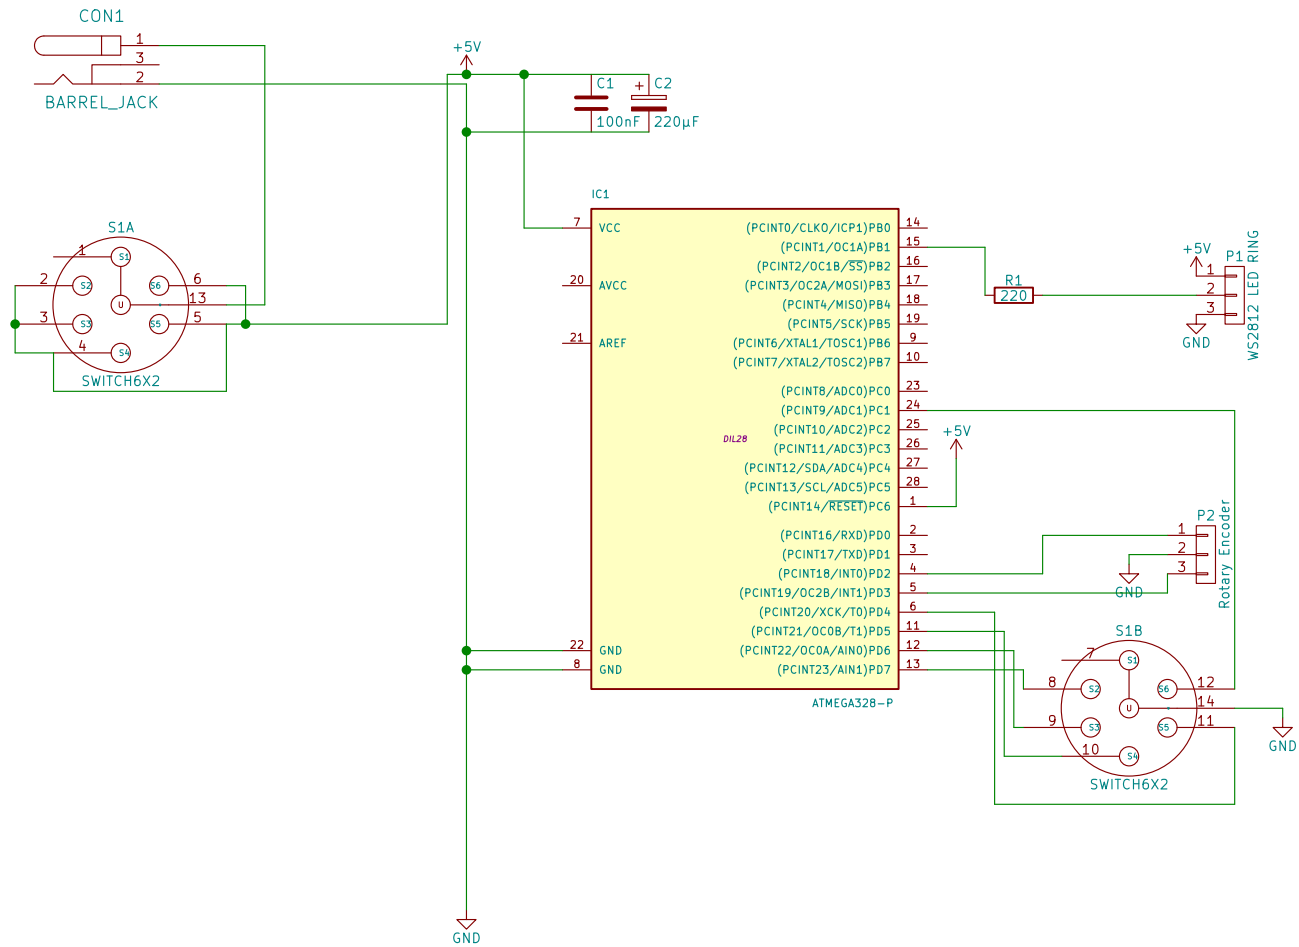 CON1
1
3
2
BARREL_JACK
+5V
C1
100nF
+
C2
220µF
S1A
1
S1
2
S2
S6
6
U
13
3
S3
S5
5
4
S4
SWITCH6X2
IC1
7
VCC
20
AVCC
21
AREF
22
GND
8
GND
DIL28
(PCINT0/CLKO/ICP1)PB0
14
(PCINT1/OC1A)PB1
15
(PCINT2/OC1B/SS)PB2
16
(PCINT3/OC2A/MOSI)PB3
17
(PCINT4/MISO)PB4
18
(PCINT5/SCK)PB5
19
(PCINT6/XTAL1/TOSC1)PB6
9
(PCINT7/XTAL2/TOSC2)PB7
10
(PCINT8/ADC0)PC0
23
(PCINT9/ADC1)PC1
24
(PCINT10/ADC2)PC2
25
(PCINT11/ADC3)PC3
26
(PCINT12/SDA/ADC4)PC4
27
(PCINT13/SCL/ADC5)PC5
28
(PCINT14/RESET)PC6
1
(PCINT16/RXD)PD0
2
(PCINT17/TXD)PD1
3
(PCINT18/INT0)PD2
4
(PCINT19/OC2B/INT1)PD3
5
(PCINT20/XCK/T0)PD4
6
(PCINT21/OC0B/T1)PD5
11
(PCINT22/OC0A/AIN0)PD6
12
(PCINT23/AIN1)PD7
13
ATMEGA328-P
R1
220
+5V
P1
1
2
3
GND
WS2812 LED RING
+5V
P2
1
2
3
GND
Rotary Encoder
S1B
7
S1
8
S2
S6
12
U
14
9
S3
S5
11
10
S4
SWITCH6X2
GND
GND